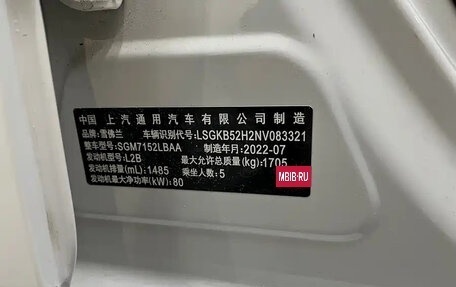 中国 上汽通用汽车有限公司制造
品牌:雪佛兰 车辆识别代号:LSGKB52H2NV083321
整车型号:SGM7152LBAA 制造年月:2022-07
发动机型号:L2B 最大允许总质量(kg):1705
发动机排量(mL):1485 乘坐人数:5
发动机最大净功率(kW):80
MBIB.RU